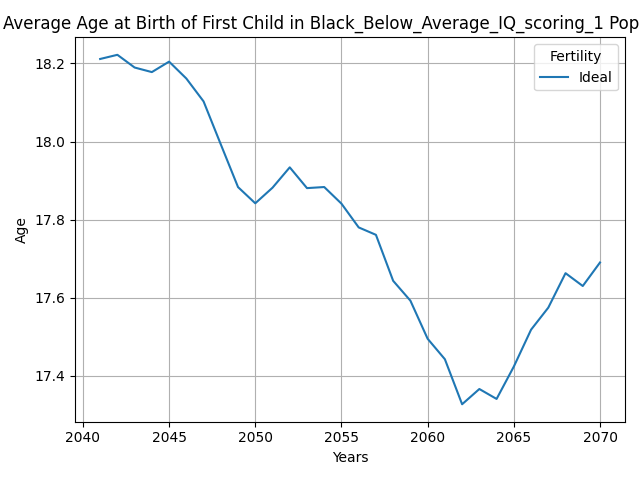 Average Age at Birth of First Child in Black_Below_Average_IQ_scoring_1 Pop
Fertility
Ideal
18.2
18.0
17.8
17.6
17.4
Age
2040 2045 2050 2055 2060 2065 2070
Years